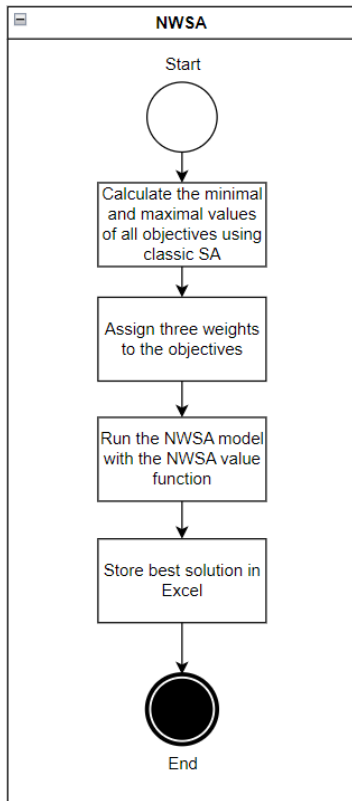 NWSA
Start
Calculate the minimal
and maximal values
of all objectives using
classic SA
Assign three weights
to the objectives
Run the NWSA model
with the NWSA value
function
Store best solution in
Excel
End